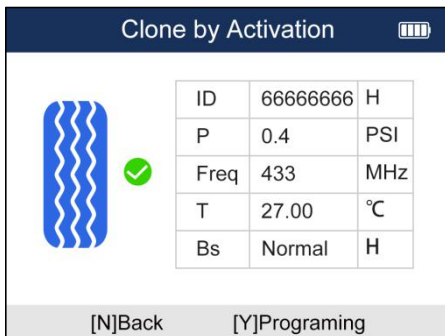 Clone by Activation
ID 66666666 H
P 0.4 PSI
Freq 433 MHz
T 27.00 ℃
Bs Normal H
[N]Back [Y]Programing